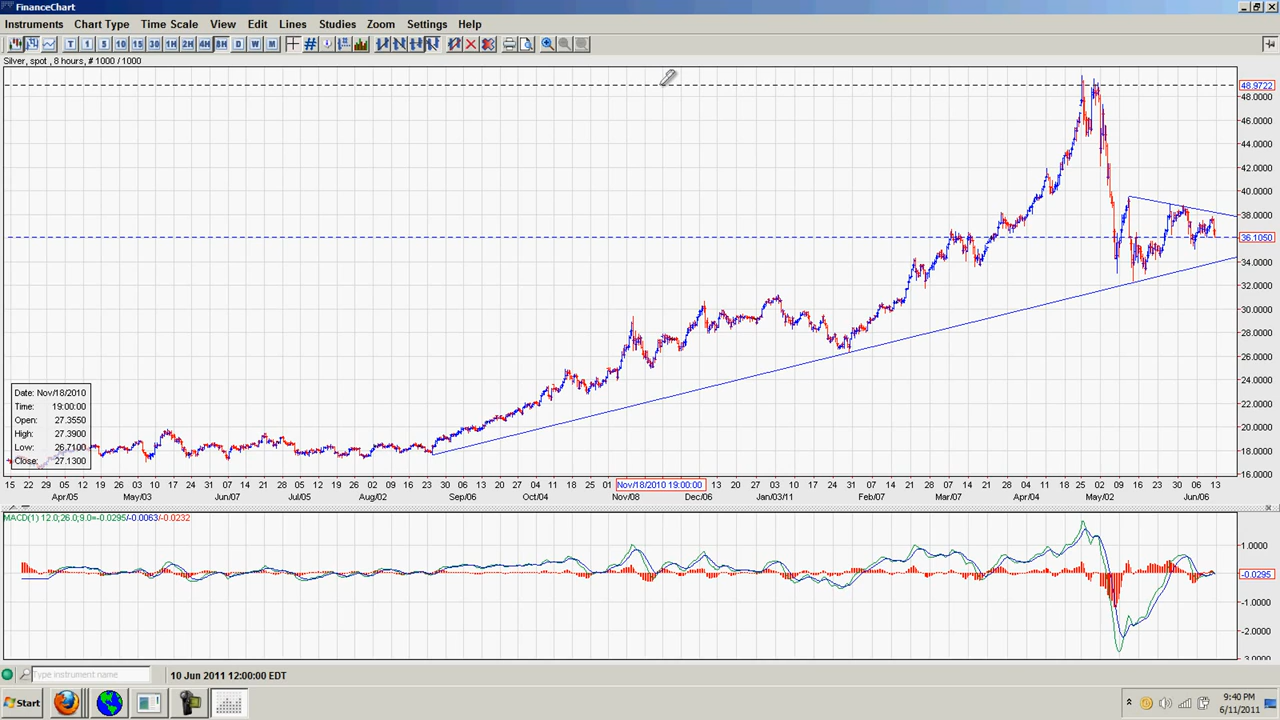 FinanceChart
Instruments Chart Type Time Scale View Edit Lines Studies Zoom Settings Help
T 1 5 10 15 30 1H 2H 4H 8H D W M
Silver, spot , 8 hours, # 1000 / 1000
48.9722
48.0000
46.0000
44.0000
42.0000
40.0000
38.0000
36.1050
34.0000
32.0000
30.0000
28.0000
26.0000
24.0000
22.0000
20.0000
18.0000
16.0000
Date: Nov/18/2010
Time: 19:00:00
Open: 27.3550
High: 27.3900
Low: 26.7100
Close: 27.1300
15 22 29 05 12 19 26 03 10 17 24 31 07 14 21 28 05 12 19 26 02 09 16 23 30 06 13 20 27 04 11 18 25 01 Nov/18/2010 19:00:00 13 20 27 03 10 17 24 31 07 14 21 28 07 14 21 28 04 11 18 25 02 09 16 23 30 06 13
Apr/05 May/03 Jun/07 Jul/05 Aug/02 Sep/06 Oct/04 Nov/08 Dec/06 Jan/03/11 Feb/07 Mar/07 Apr/04 May/02 Jun/06
MACD(1) 12.0;26.0;9.0=-0.0295/-0.0063/-0.0232
1.0000
-0.0295
-1.0000
-2.0000
-3.0000
Type instrument name 10 Jun 2011 12:00:00 EDT
Start
9:40 PM
6/11/2011